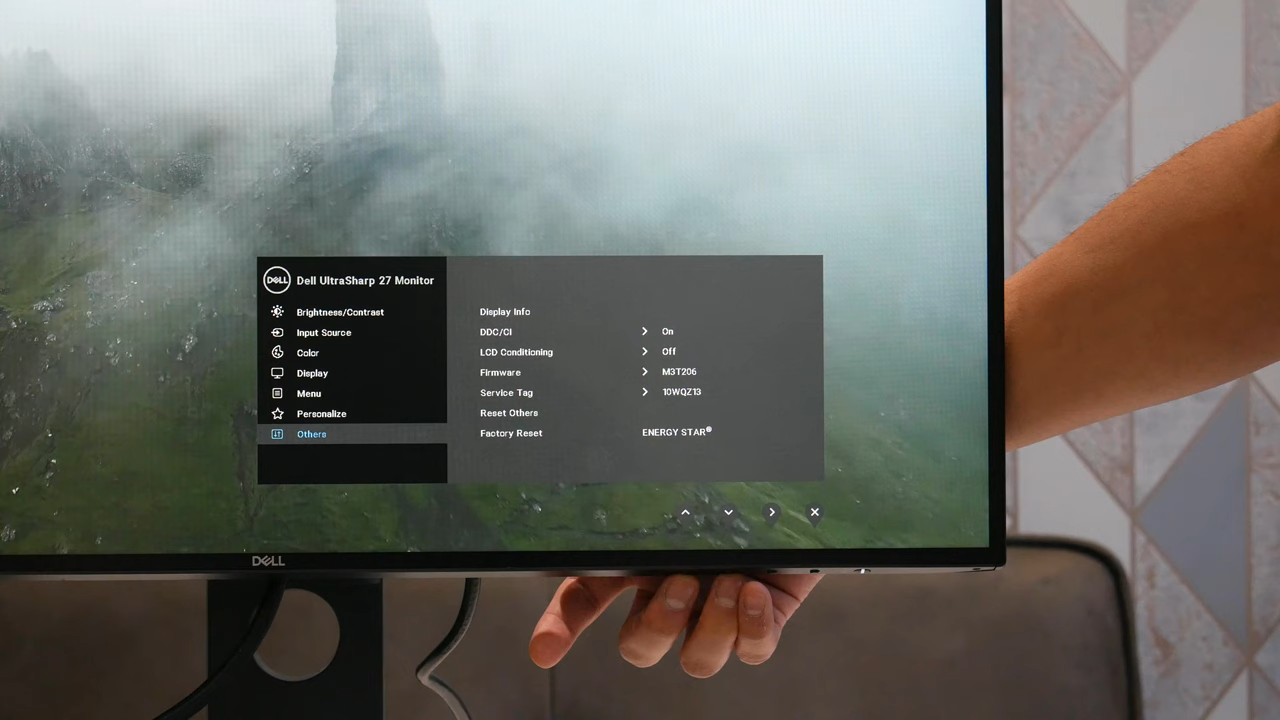 DELL Dell UltraSharp 27 Monitor
Brightness/Contrast
Input Source
Color
Display
Menu
Personalize
Others
Display Info
DDC/CI > On
LCD Conditioning > Off
Firmware > M3T206
Service Tag > 10WQZ13
Reset Others
Factory Reset ENERGY STAR®
DELL